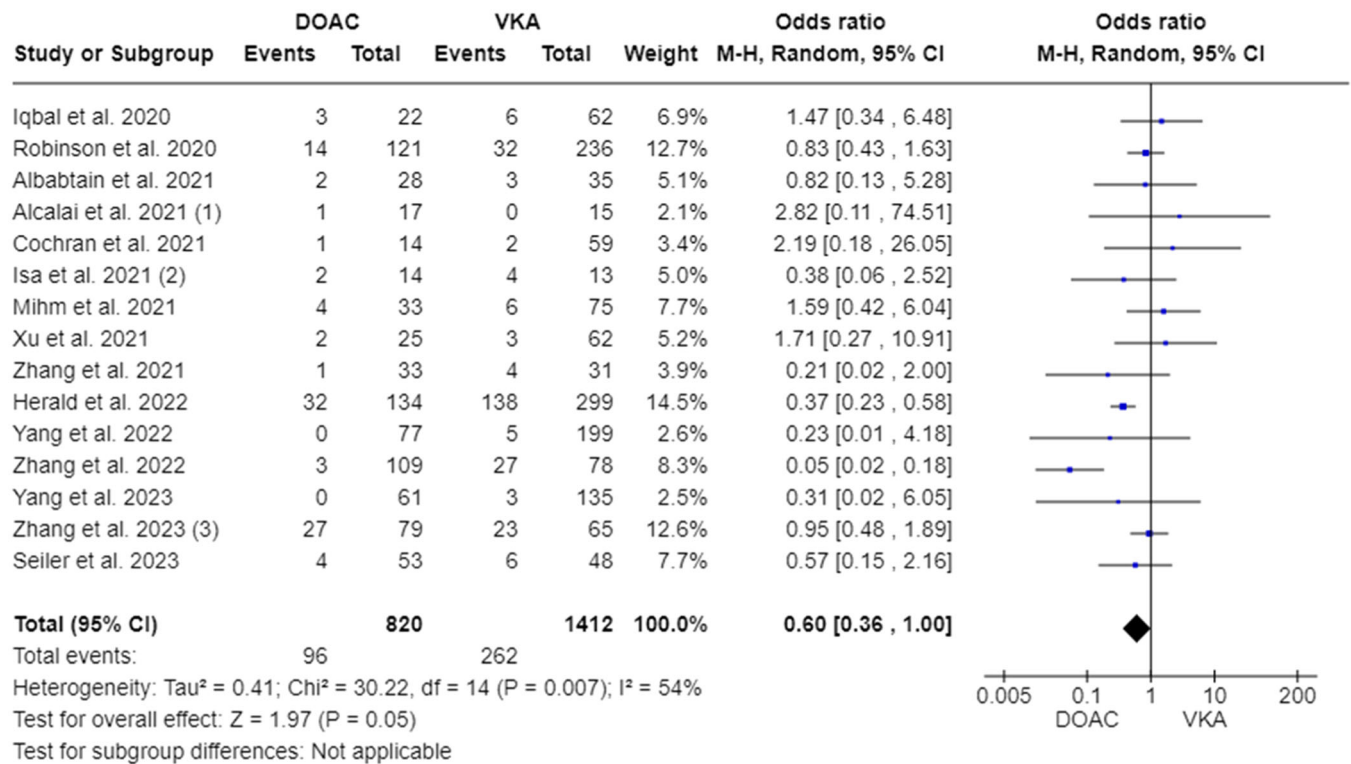 DOAC VKA Odds ratio Odds ratio
Study or Subgroup Events Total Events Total Weight M-H, Random, 95% CI M-H, Random, 95% CI
Iqbal et al. 2020 3 22 6 62 6.9% 1.47 [0.34 , 6.48]
Robinson et al. 2020 14 121 32 236 12.7% 0.83 [0.43 , 1.63]
Albabtain et al. 2021 2 28 3 35 5.1% 0.82 [0.13 , 5.28]
Alcalai et al. 2021 (1) 1 17 0 15 2.1% 2.82 [0.11 , 74.51]
Cochran et al. 2021 1 14 2 59 3.4% 2.19 [0.18 , 26.05]
Isa et al. 2021 (2) 2 14 4 13 5.0% 0.38 [0.06 , 2.52]
Mihm et al. 2021 4 33 6 75 7.7% 1.59 [0.42 , 6.04]
Xu et al. 2021 2 25 3 62 5.2% 1.71 [0.27 , 10.91]
Zhang et al. 2021 1 33 4 31 3.9% 0.21 [0.02 , 2.00]
Herald et al. 2022 32 134 138 299 14.5% 0.37 [0.23 , 0.58]
Yang et al. 2022 0 77 5 199 2.6% 0.23 [0.01 , 4.18]
Zhang et al. 2022 3 109 27 78 8.3% 0.05 [0.02 , 0.18]
Yang et al. 2023 0 61 3 135 2.5% 0.31 [0.02 , 6.05]
Zhang et al. 2023 (3) 27 79 23 65 12.6% 0.95 [0.48 , 1.89]
Seiler et al. 2023 4 53 6 48 7.7% 0.57 [0.15 , 2.16]
Total (95% CI) 820 1412 100.0% 0.60 [0.36 , 1.00]
Total events: 96 262
Heterogeneity: Tau² = 0.41; Chi² = 30.22, df = 14 (P = 0.007); I² = 54%
0.005 0.1 1 10 200
Test for overall effect: Z = 1.97 (P = 0.05)
DOAC VKA
Test for subgroup differences: Not applicable